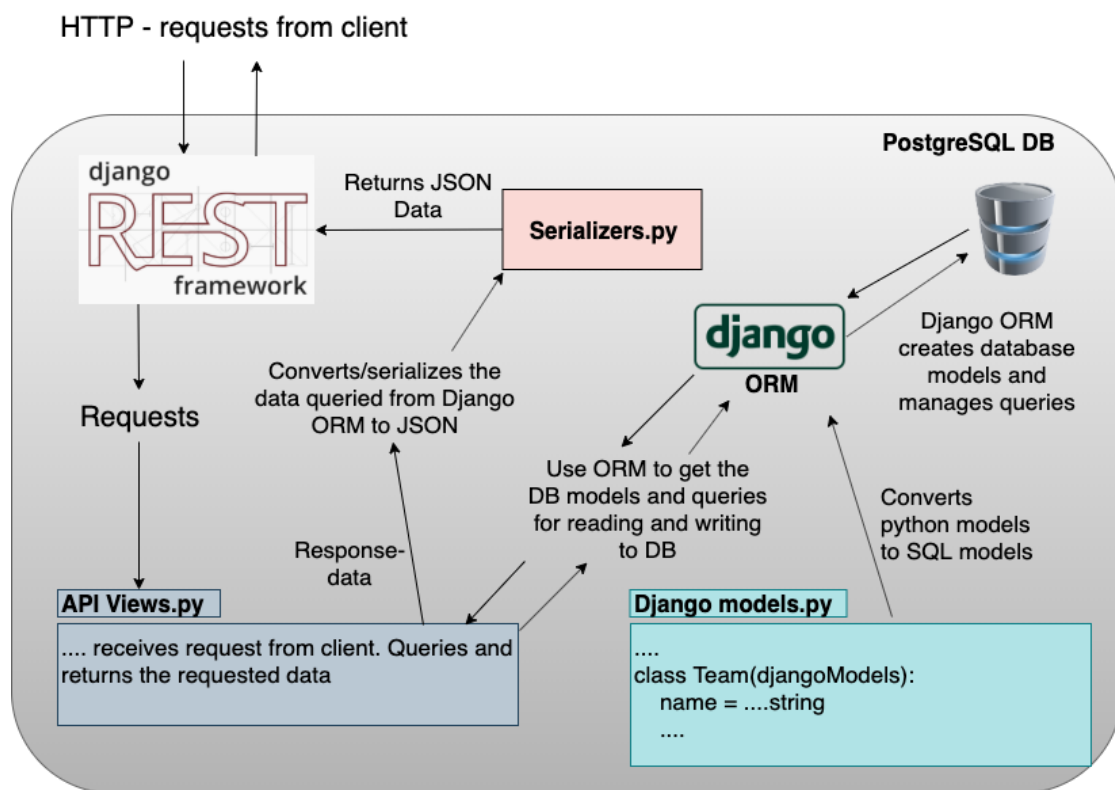 HTTP - requests from client
PostgreSQL DB
django
REST
framework
Returns JSON
Data
Serializers.py
django
ORM
Django ORM
creates database
models and
manages queries
Converts/serializes the
data queried from Django
ORM to JSON
Requests
Use ORM to get the
DB models and queries
for reading and writing
to DB
Converts
python models
to SQL models
Response-
data
API Views.py
.... receives request from client. Queries and
returns the requested data
Django models.py
....
class Team(djangoModels):
name = ....string
....